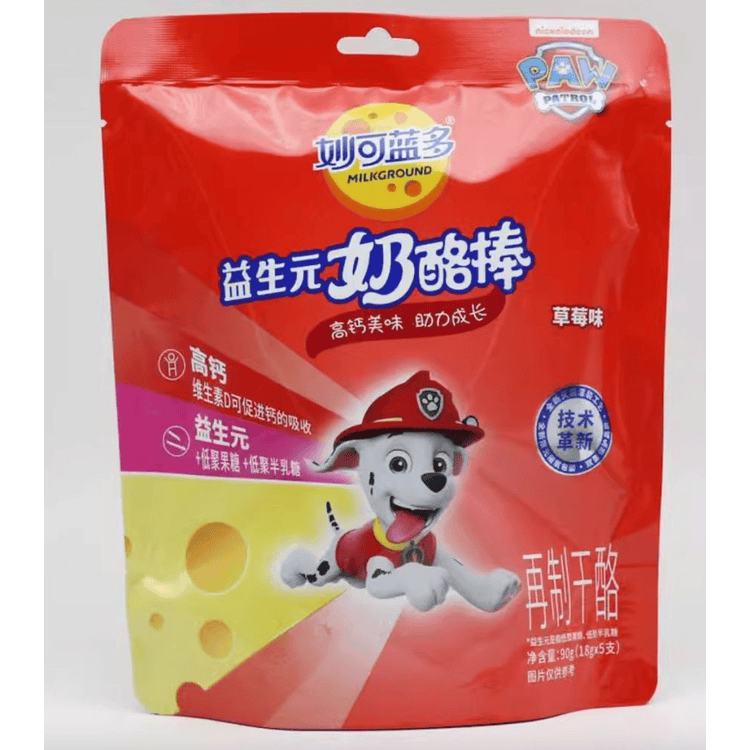 nickelodeon
PAW
PATROL
妙可蓝多®
MILKGROUND
益生元 奶酪棒
高钙美味 助力成长
草莓味
高钙
维生素D可促进钙的吸收
益生元
+低聚果糖 +低聚半乳糖
技术
革新
再制干酪
净含量:90g(18g×5支)
图片仅供参考